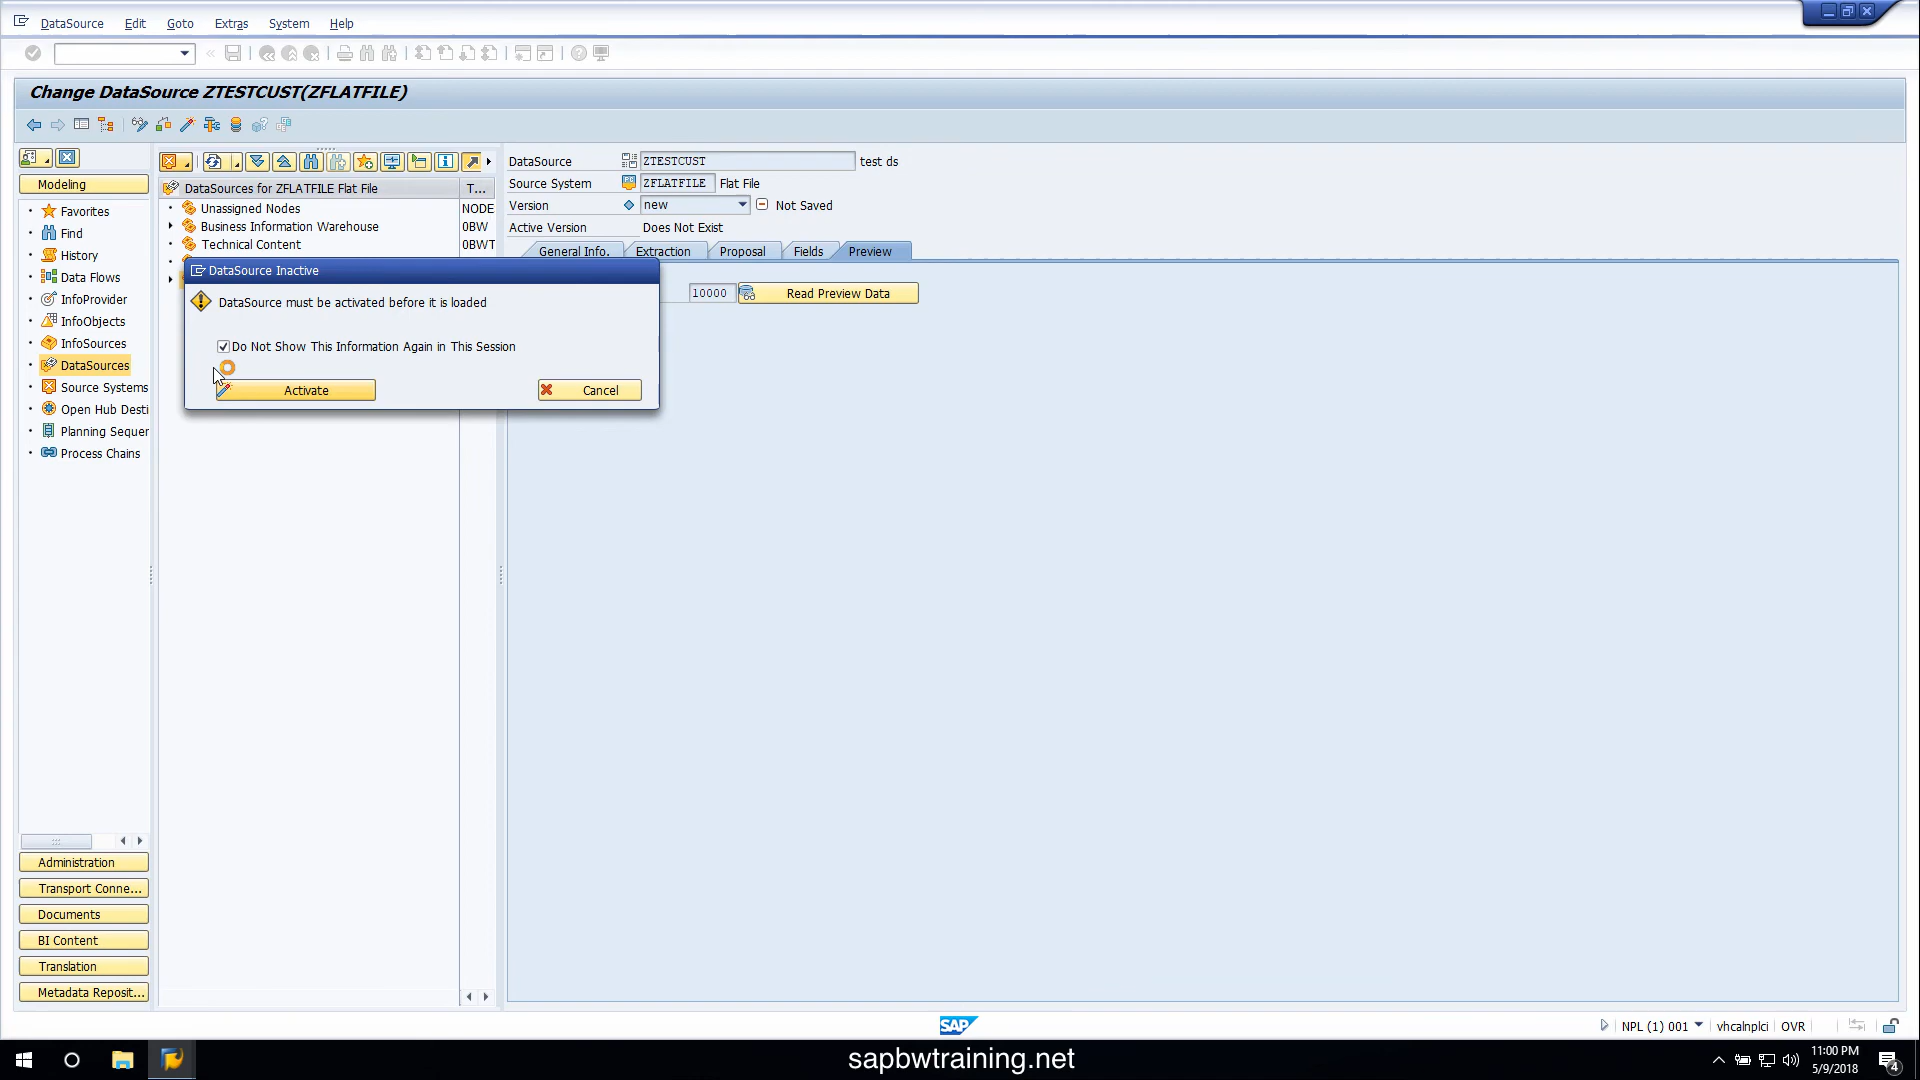 DataSource Edit Goto Extras System Help
Change DataSource ZTESTCUST(ZFLATFILE)
Modeling
Favorites
Find
History
Data Flows
InfoProvider
InfoObjects
InfoSources
DataSources
Source Systems
Open Hub Desti
Planning Sequer
Process Chains
Administration
Transport Conne...
Documents
BI Content
Translation
Metadata Reposit...
DataSources for ZFLATFILE Flat File T...
Unassigned Nodes NODE
Business Information Warehouse 0BW
Technical Content 0BWT
DataSource ZTESTCUST test ds
Source System ZFLATFILE Flat File
Version new Not Saved
Active Version Does Not Exist
General Info. Extraction Proposal Fields Preview
10000 Read Preview Data
DataSource Inactive
DataSource must be activated before it is loaded
Do Not Show This Information Again in This Session
Activate Cancel
SAP
NPL (1) 001 vhcalnplci OVR
sapbwtraining.net
11:00 PM
5/9/2018
4